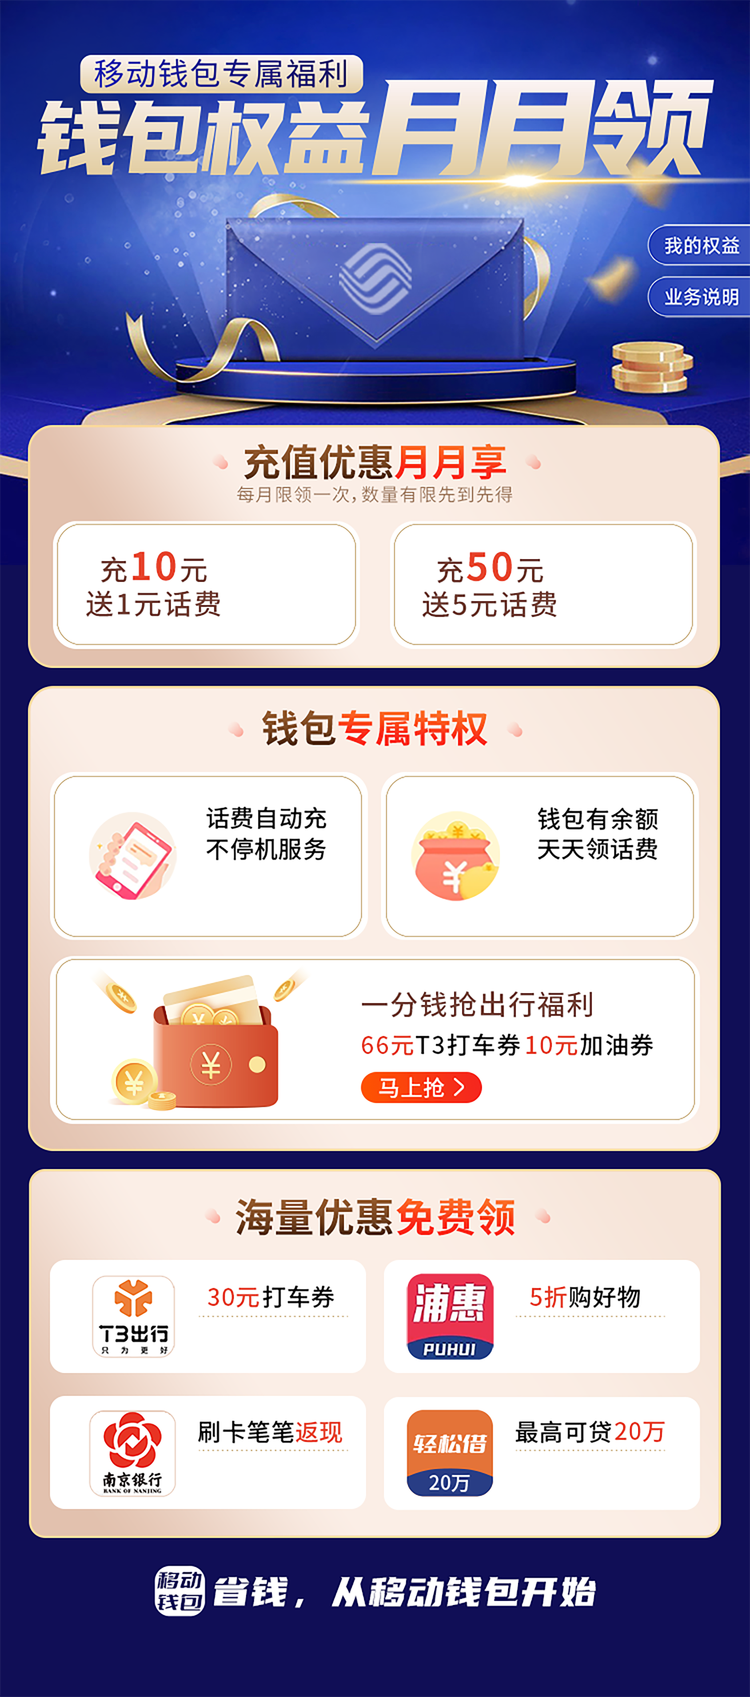 移动钱包专属福利
钱包权益月月领
我的权益
业务说明
充值优惠月月享
每月限领一次,数量有限先到先得
充10元
送1元话费
充50元
送5元话费
钱包专属特权
话费自动充
不停机服务
钱包有余额
天天领话费
一分钱抢出行福利
66元T3打车券10元加油券
马上抢
海量优惠免费领
T3出行
只为更好
30元打车券
浦惠
PUHUI
5折购好物
南京银行
BANK OF NANJING
刷卡笔笔返现
轻松借
20万
最高可贷20万
移动
钱包
省钱，从移动钱包开始